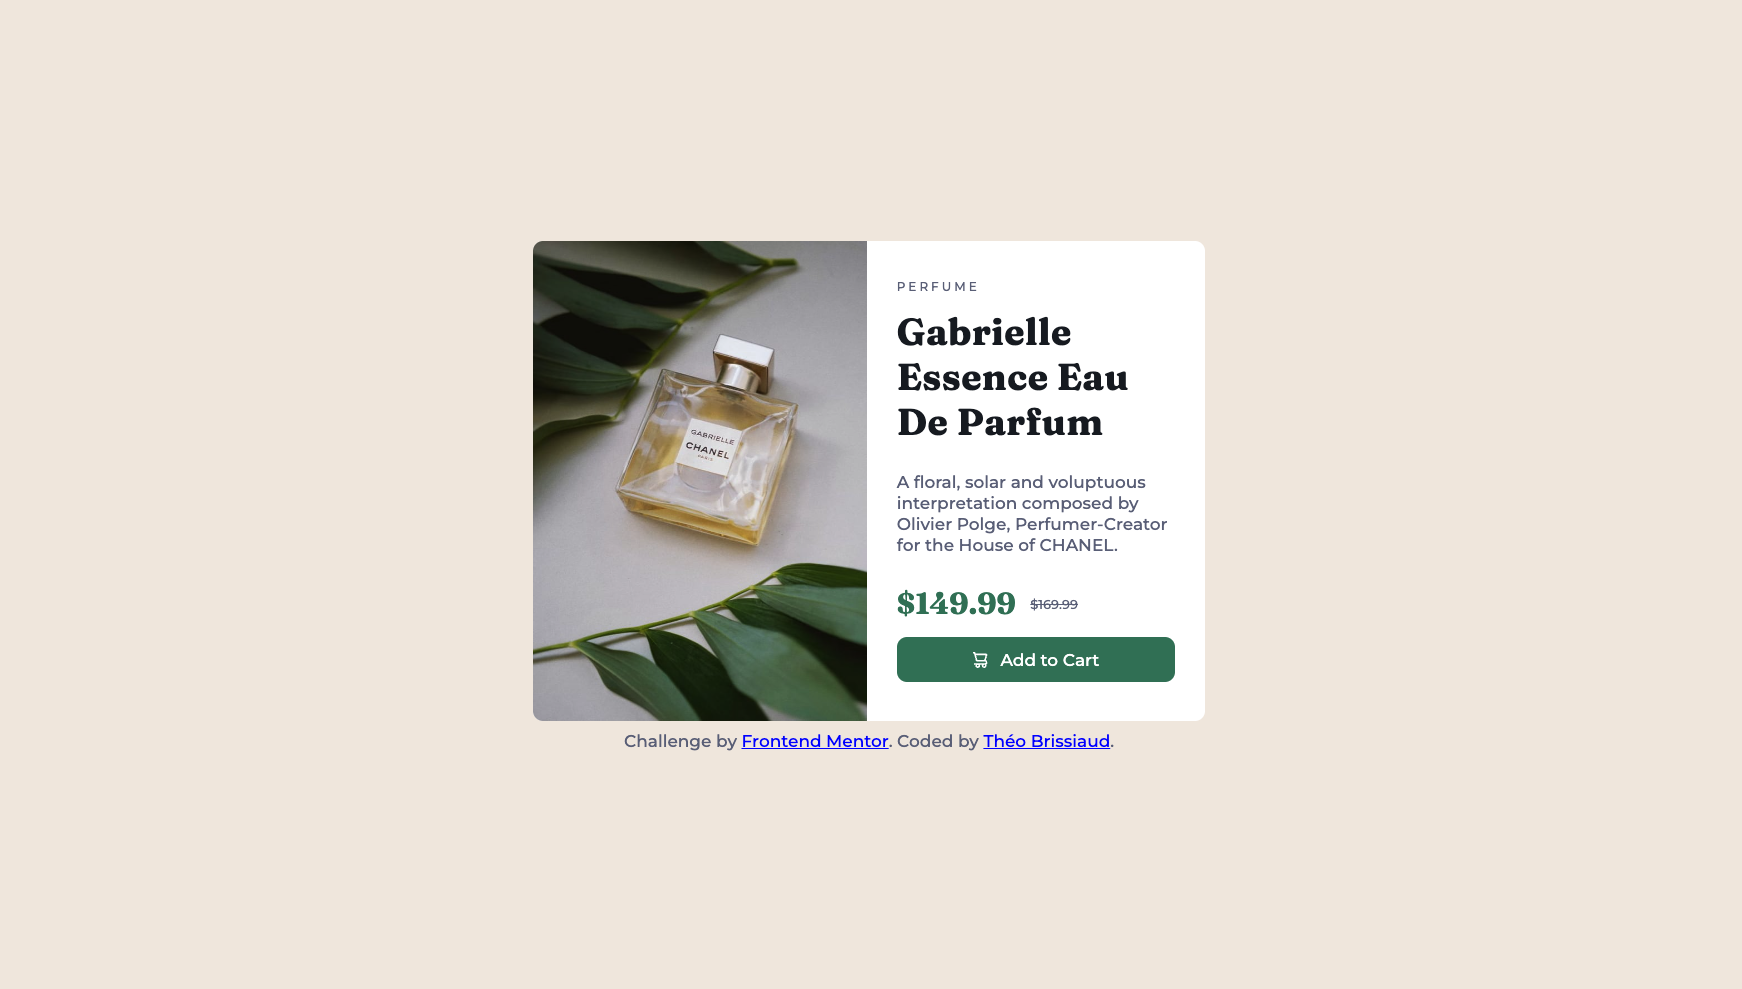 GABRIELLE
CHANEL
PARIS
PERFUME
Gabrielle
Essence Eau
De Parfum
A floral, solar and voluptuous
interpretation composed by
Olivier Polge, Perfumer-Creator
for the House of CHANEL.
$149.99 $169.99
Add to Cart
Challenge by Frontend Mentor. Coded by Théo Brissiaud.